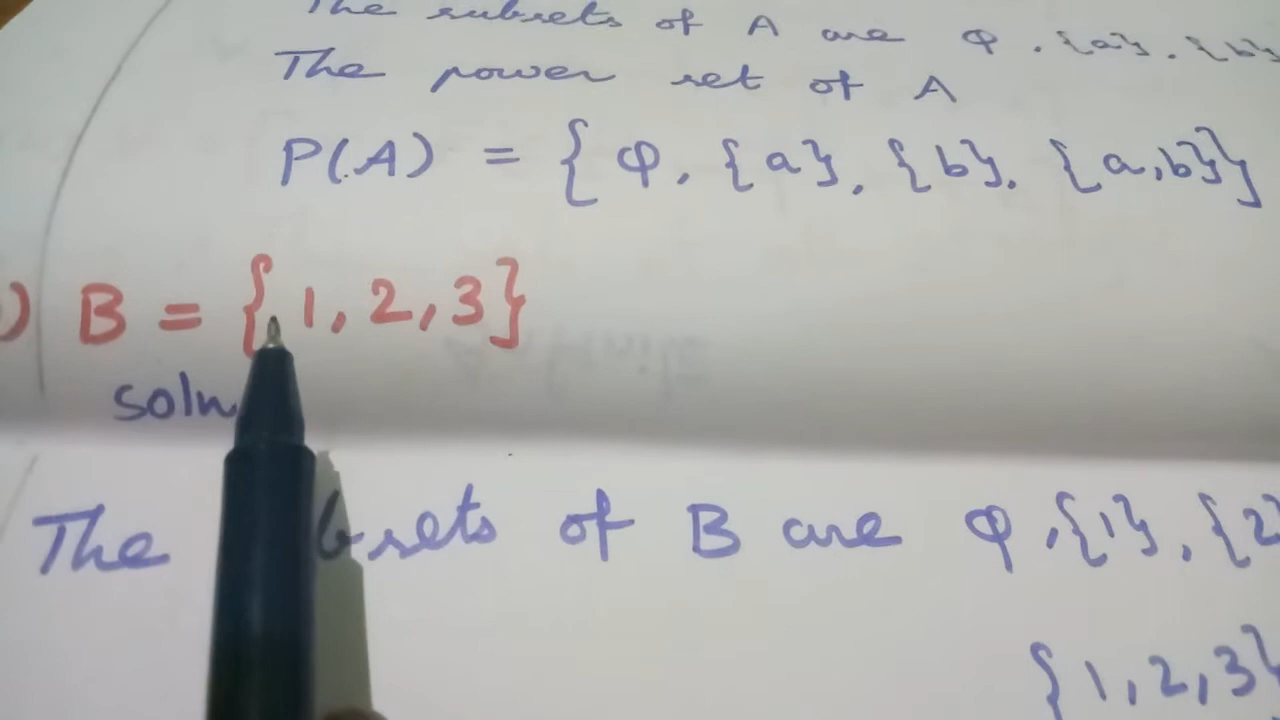 The subsets of A are φ, {a}, {b}
The power set of A
P(A) = {φ, {a}, {b}, {a,b}}
) B = {1, 2, 3}
soln
The subsets of B are φ, {1}, {2
{1, 2, 3}